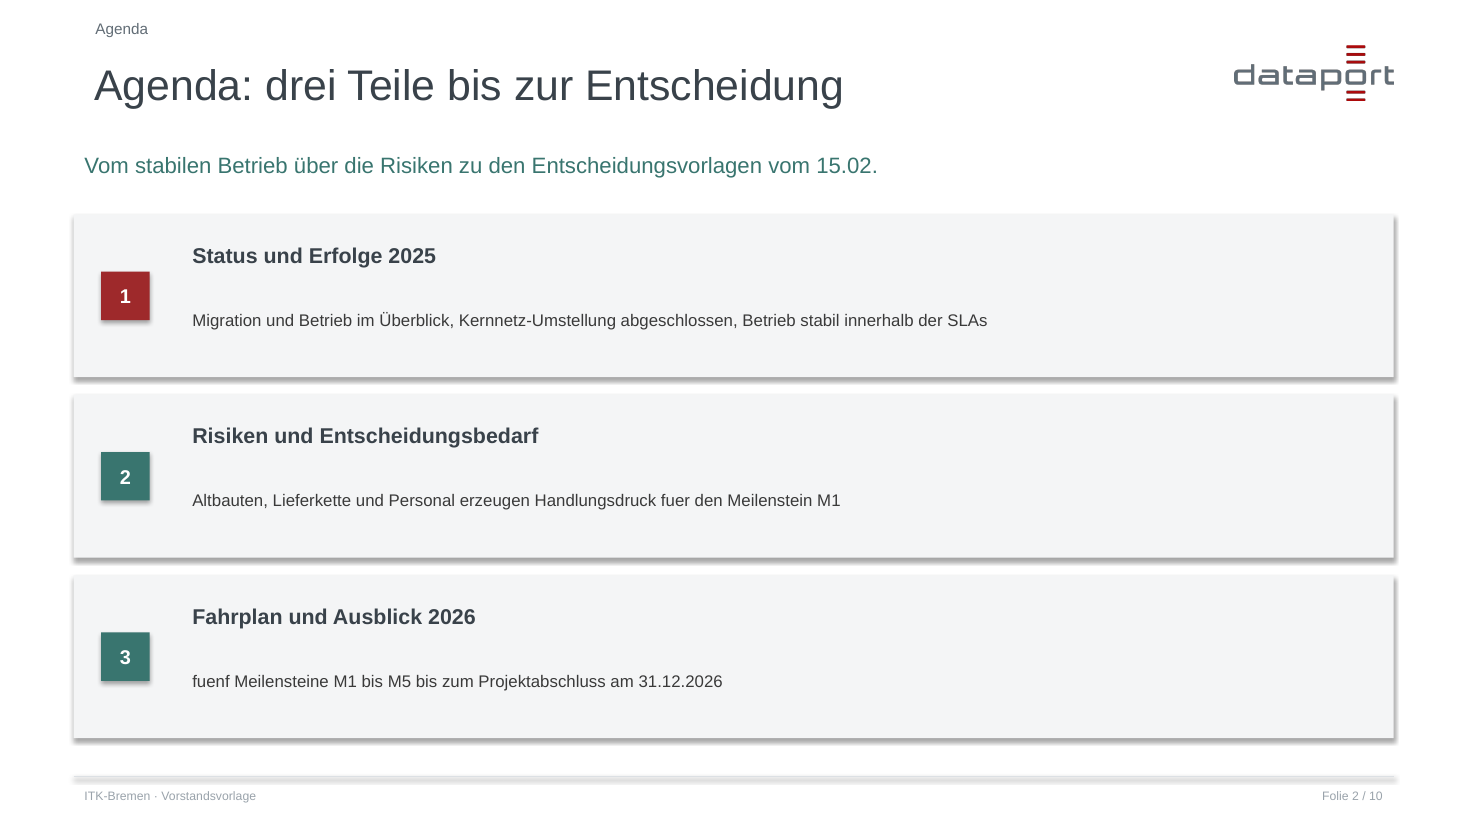 Agenda
Agenda: drei Teile bis zur Entscheidung
dataport
Vom stabilen Betrieb über die Risiken zu den Entscheidungsvorlagen vom 15.02.
Status und Erfolge 2025
1
Migration und Betrieb im Überblick, Kernnetz-Umstellung abgeschlossen, Betrieb stabil innerhalb der SLAs
Risiken und Entscheidungsbedarf
2
Altbauten, Lieferkette und Personal erzeugen Handlungsdruck fuer den Meilenstein M1
Fahrplan und Ausblick 2026
3
fuenf Meilensteine M1 bis M5 bis zum Projektabschluss am 31.12.2026
ITK-Bremen · Vorstandsvorlage
Folie 2 / 10